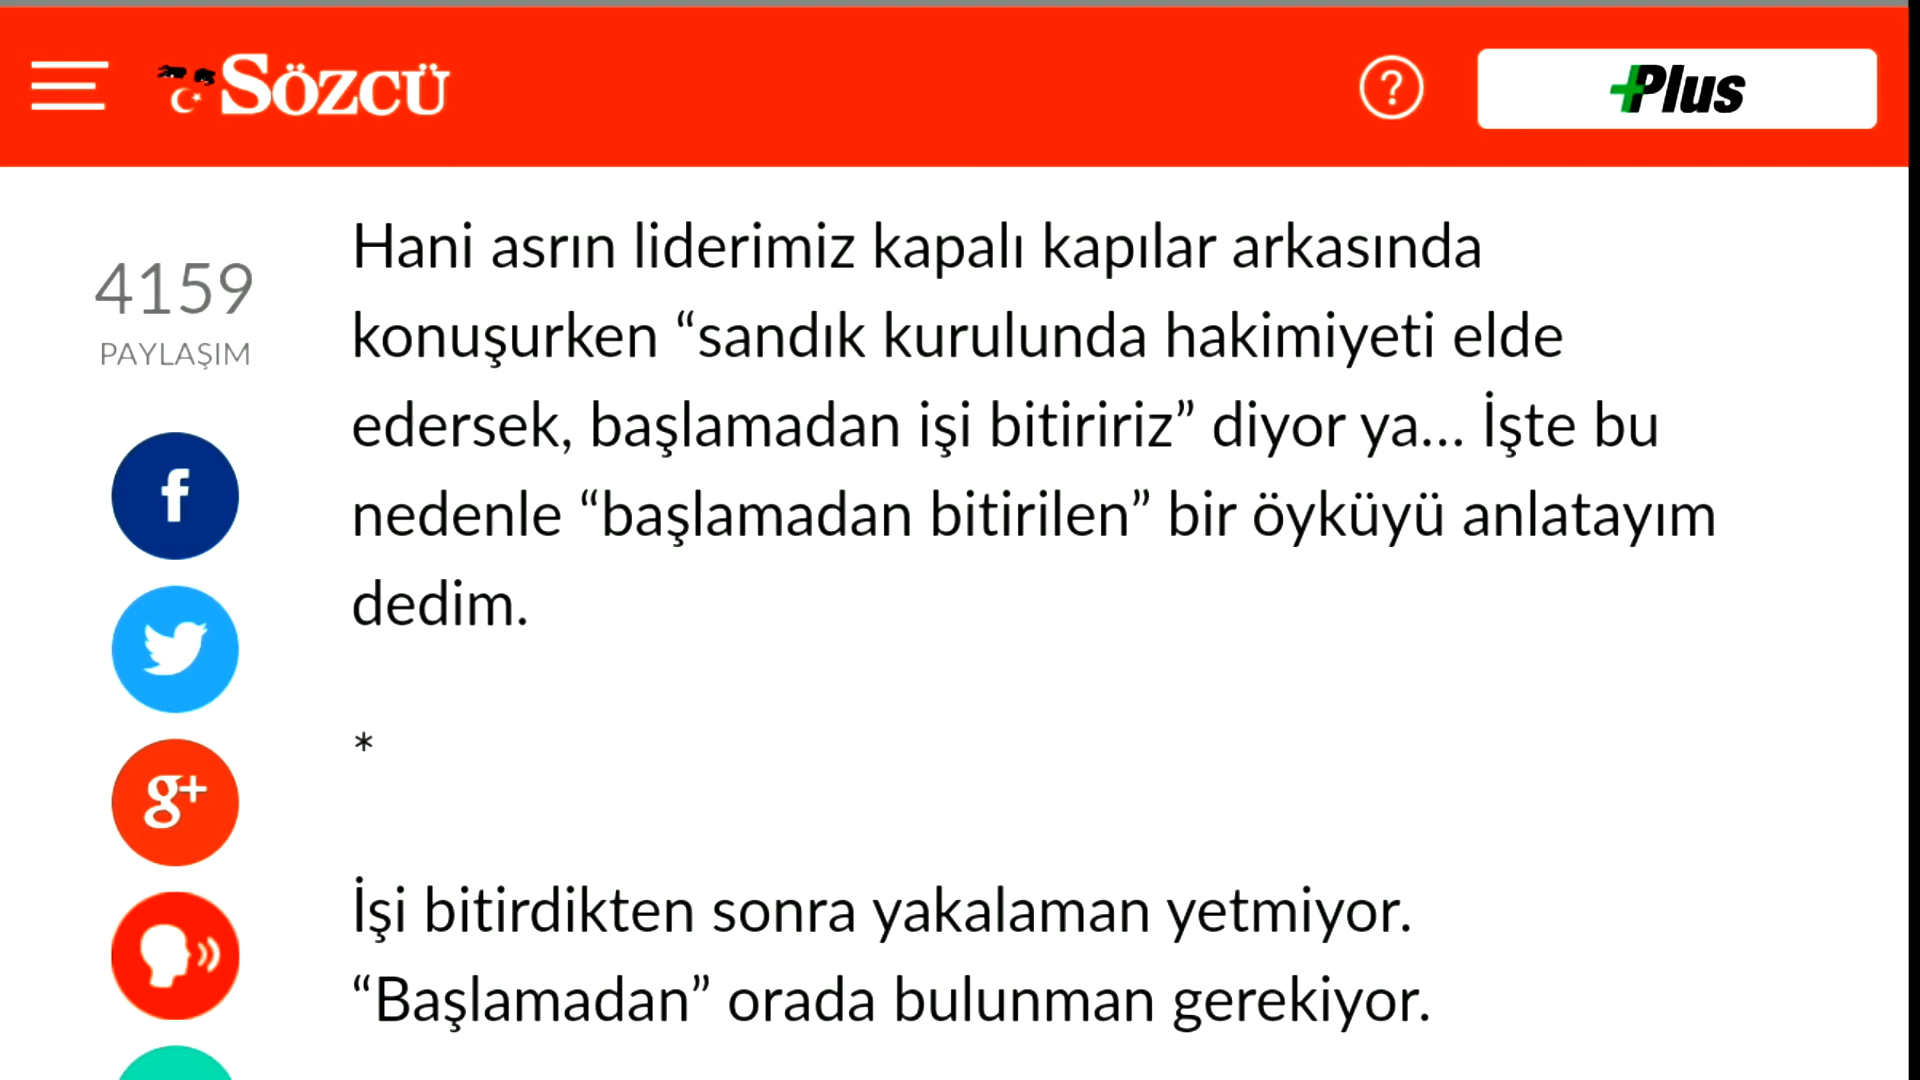 SÖZCÜ
?
+Plus
4159
PAYLAŞIM
f
g+
Hani asrın liderimiz kapalı kapılar arkasında
konuşurken “sandık kurulunda hakimiyeti elde
edersek, başlamadan işi bitiririz” diyor ya... İşte bu
nedenle “başlamadan bitirilen” bir öyküyü anlatayım
dedim.
*
İşi bitirdikten sonra yakalaman yetmiyor.
“Başlamadan” orada bulunman gerekiyor.